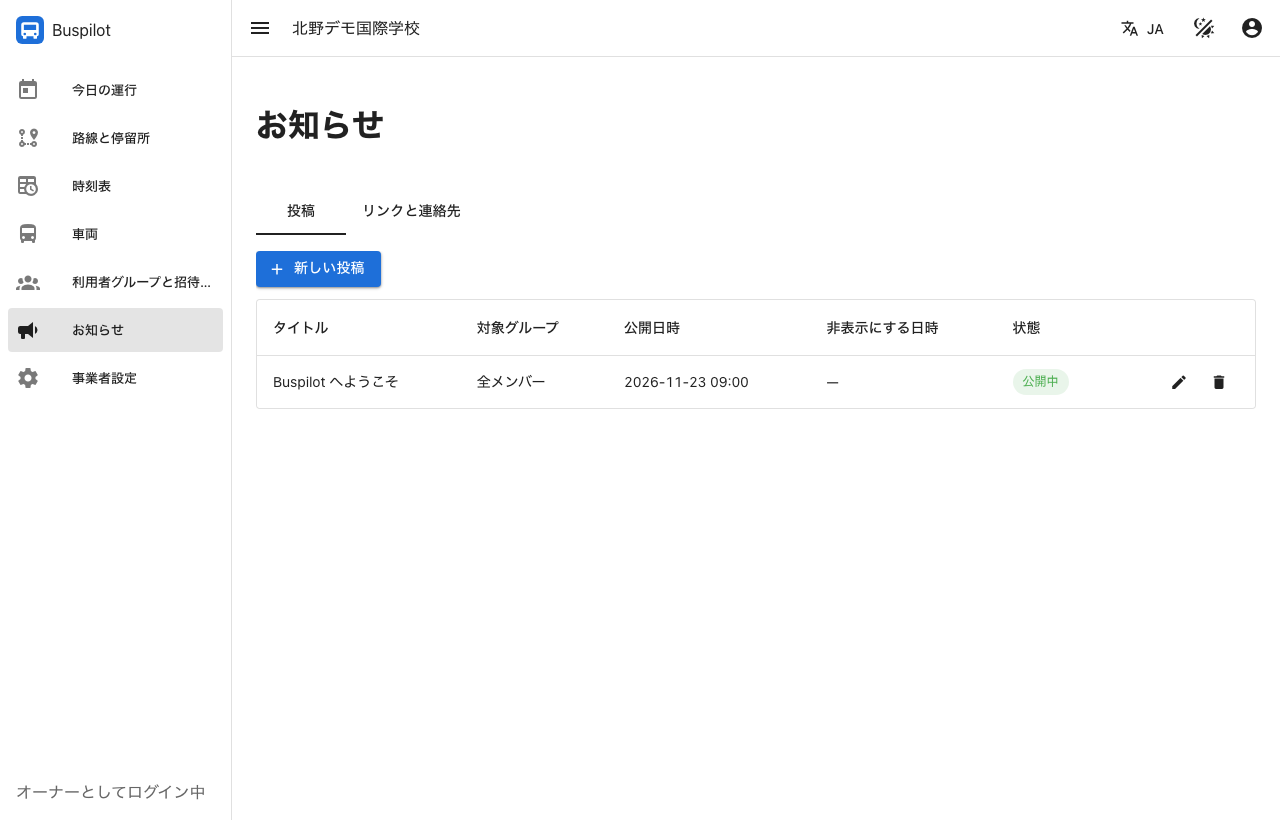 Buspilot
北野デモ国際学校
JA
今日の運行
路線と停留所
時刻表
車両
利用者グループと招待...
お知らせ
事業者設定
オーナーとしてログイン中
お知らせ
投稿 リンクと連絡先
新しい投稿
タイトル 対象グループ 公開日時 非表示にする日時 状態
Buspilot へようこそ 全メンバー 2026-11-23 09:00 — 公開中